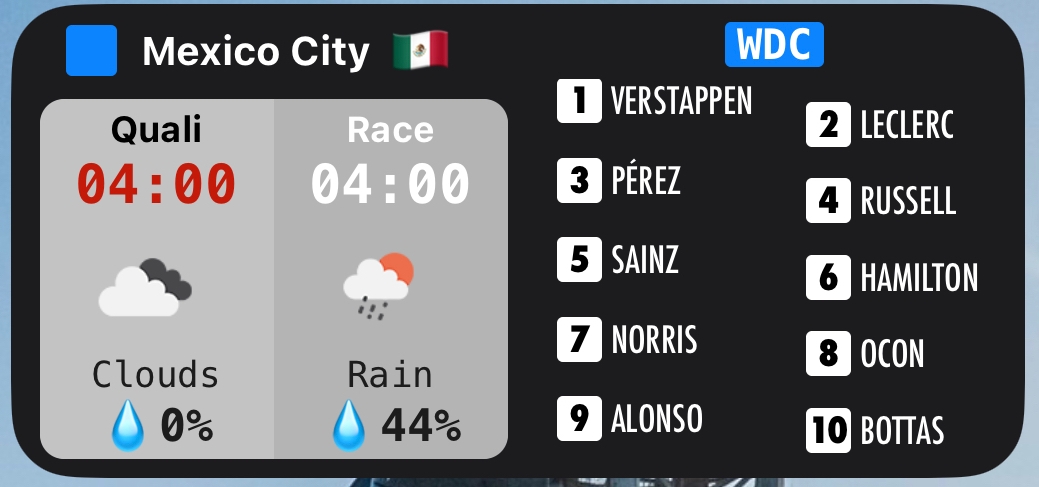 Mexico City
Quali
04:00
Clouds
0%
Race
04:00
Rain
44%
WDC
1 VERSTAPPEN
2 LECLERC
3 PÉREZ
4 RUSSELL
5 SAINZ
6 HAMILTON
7 NORRIS
8 OCON
9 ALONSO
10 BOTTAS